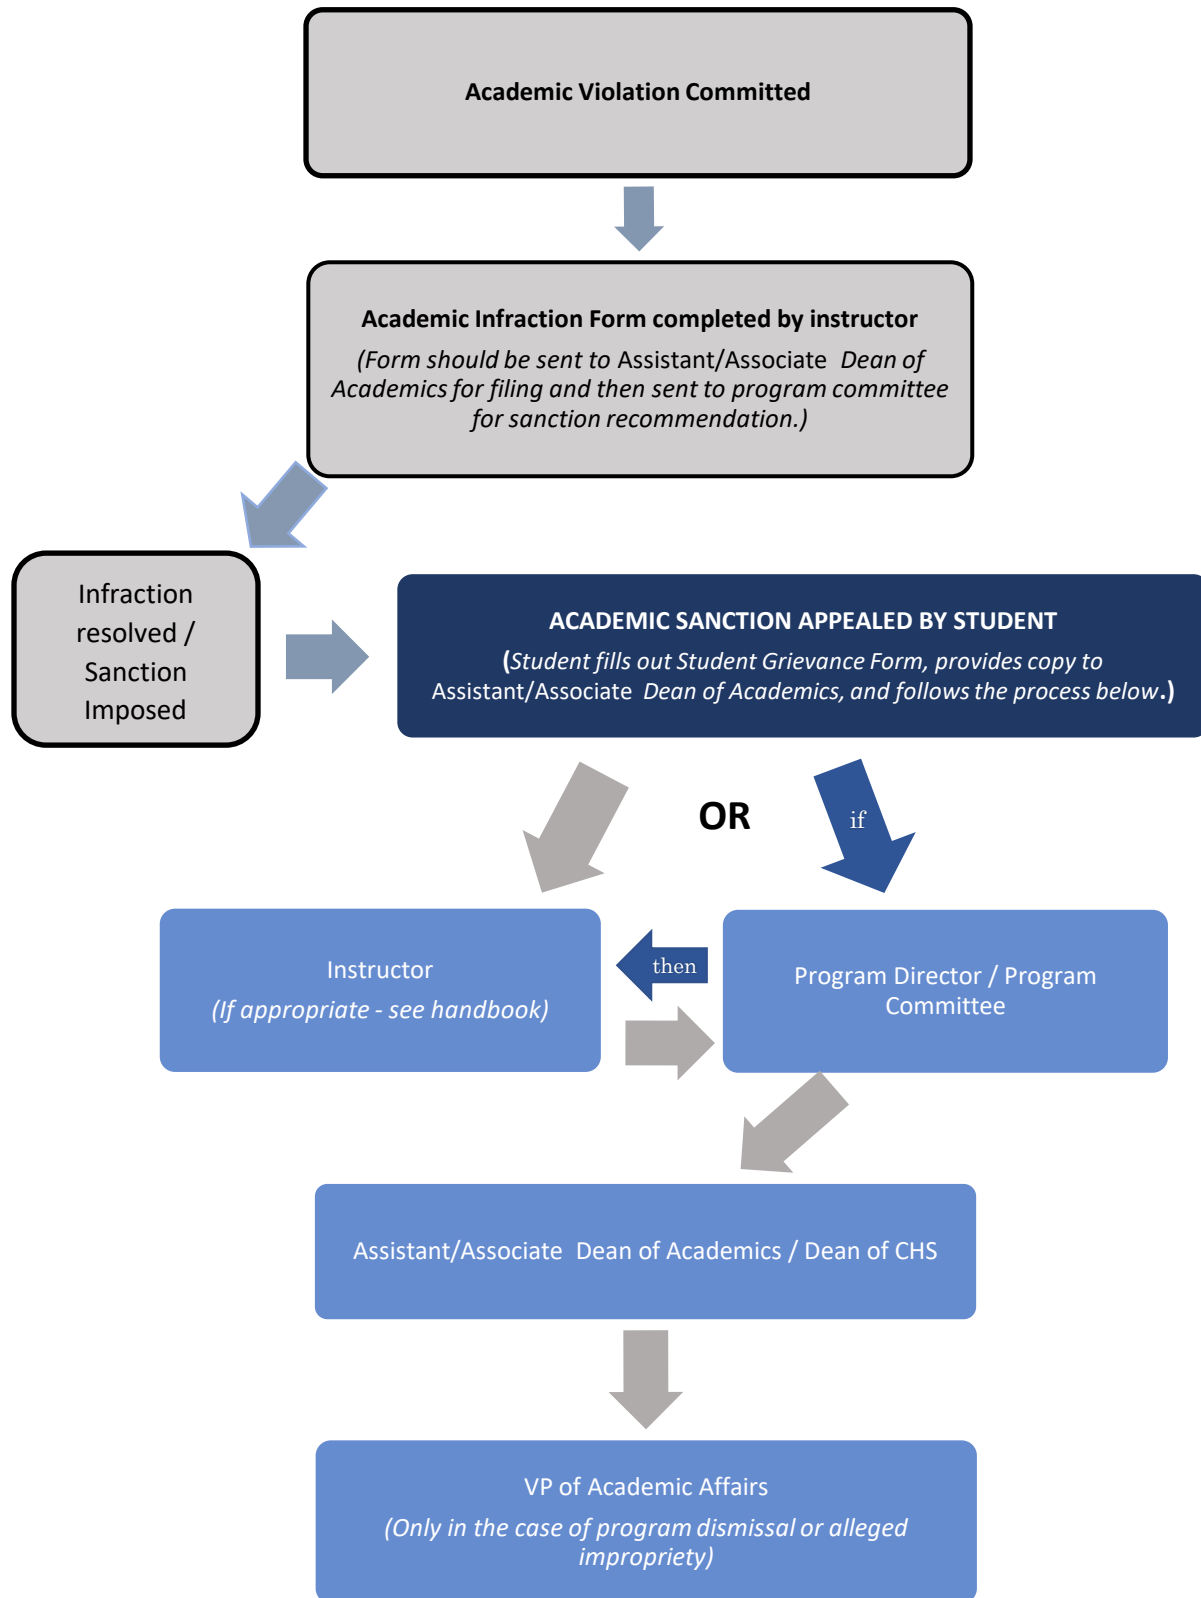 Academic Violation Committed
Academic Infraction Form completed by instructor
(Form should be sent to Assistant/Associate Dean of
Academics for filing and then sent to program committee
for sanction recommendation.)
Infraction
resolved /
Sanction
Imposed
ACADEMIC SANCTION APPEALED BY STUDENT
(Student fills out Student Grievance Form, provides copy to
Assistant/Associate Dean of Academics, and follows the process below.)
OR
if
Instructor
(If appropriate - see handbook)
then
Program Director / Program
Committee
Assistant/Associate Dean of Academics / Dean of CHS
VP of Academic Affairs
(Only in the case of program dismissal or alleged
impropriety)